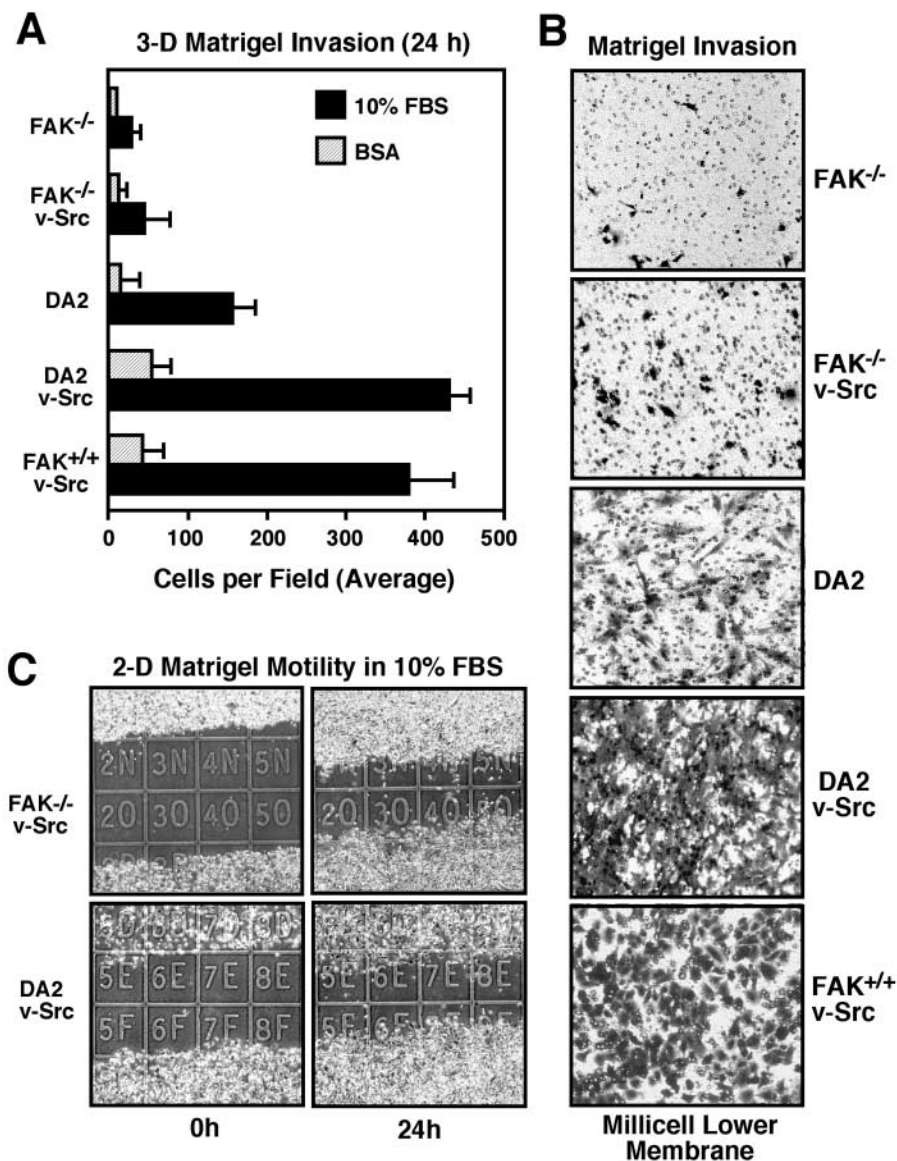 A
3-D Matrigel Invasion (24 h)
10% FBS
BSA
FAK-/-
FAK-/-
v-Src
DA2
DA2
v-Src
FAK+/+
v-Src
0 100 200 300 400 500
Cells per Field (Average)
B
Matrigel Invasion
FAK-/-
FAK-/-
v-Src
DA2
DA2
v-Src
FAK+/+
v-Src
Millicell Lower
Membrane
C
2-D Matrigel Motility in 10% FBS
FAK-/-
v-Src
2N 3N 4N 5N
2O 3O 4O 5O
5N
2O 3O 4O
DA2
v-Src
7D 8D
5E 6E 7E 8E
5F 6F 7F 8F
5E 6E 7E 8E
0h
24h